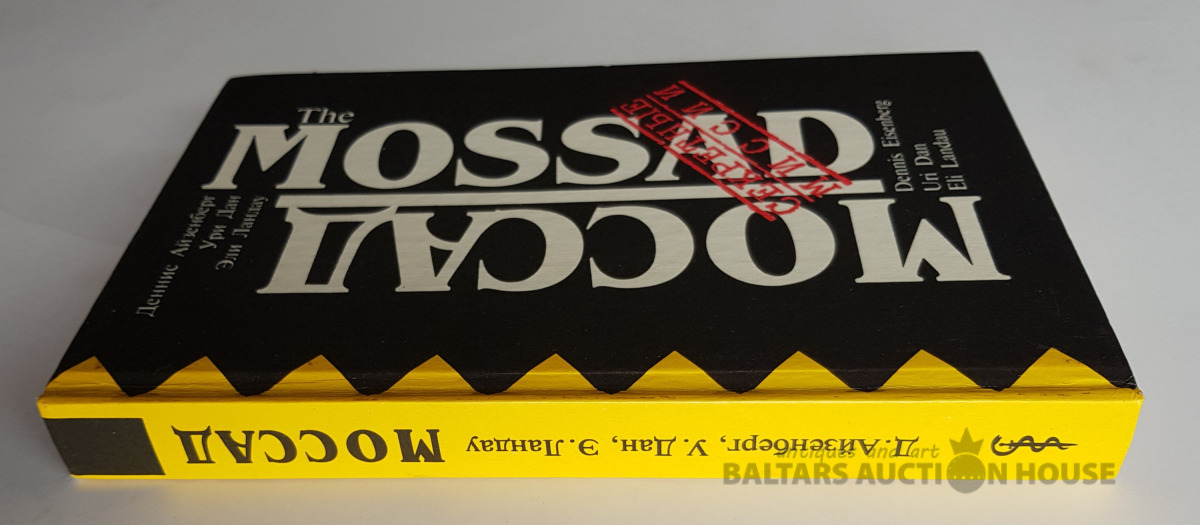 The
MOSSAD
СЕКРЕТНЫЕ
МИССИИ
Dennis Eisenberg
Uri Dan
Eli Landau
Деннис Айзенберг
Ури Дан
Эли Ландау
МОССАД
Д.Айзенберг, У.Дан, Э.Ландау
МОССАД
antiques and art
BALTARS AUCTION HOUSE